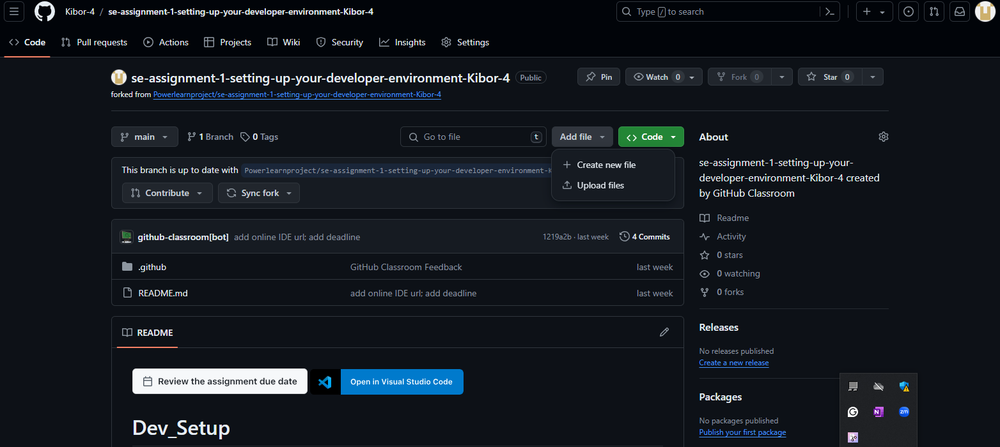 Kibor-4 / se-assignment-1-setting-up-your-developer-environment-Kibor-4
Type / to search
Code Pull requests Actions Projects Wiki Security Insights Settings
se-assignment-1-setting-up-your-developer-environment-Kibor-4 Public
Pin Watch 0 Fork 0 Star 0
forked from Powerlearnproject/se-assignment-1-setting-up-your-developer-environment-Kibor-4
main 1 Branch 0 Tags Go to file t Add file Code
Create new file
Upload files
This branch is up to date with Powerlearnproject/se-assignment-1-setting-up-your-developer-environment-K
Contribute Sync fork
github-classroom[bot] add online IDE url; add deadline 1219a2b · last week 4 Commits
.github GitHub Classroom Feedback last week
README.md add online IDE url; add deadline last week
README
Review the assignment due date Open in Visual Studio Code
Dev_Setup
About
se-assignment-1-setting-up-your-
developer-environment-Kibor-4 created
by GitHub Classroom
Readme
Activity
0 stars
0 watching
0 forks
Releases
No releases published
Create a new release
Packages
No packages published
Publish your first package
N zm